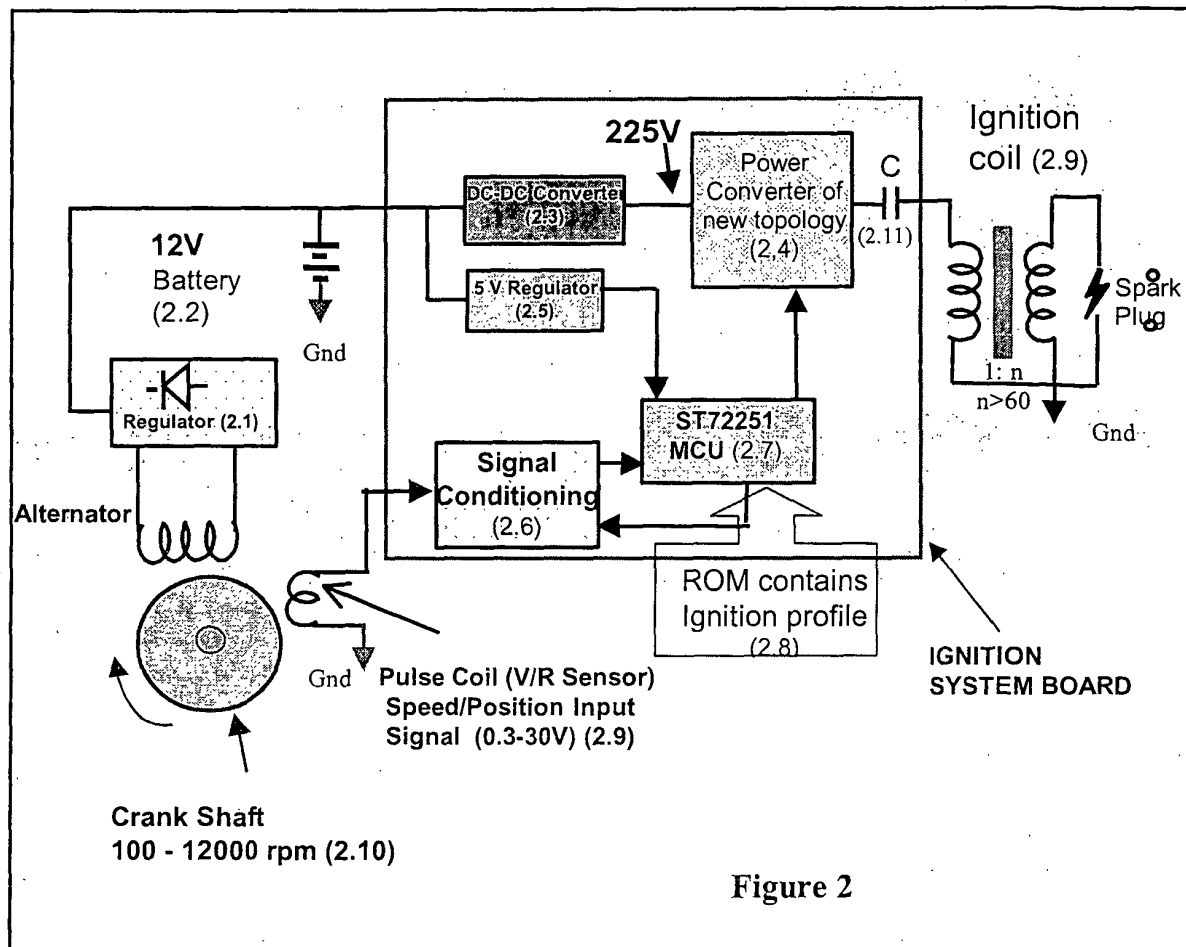 225V
Ignition
coil (2.9)
Power
Converter of
new topology
(2,4)
C
(2.11)
DC-DC Converter
(2.3)
12V
Battery
(2.2)
5 V Regulator
(2.5)
Spark
Plug
Gnd
1: n
n>60
Gnd
Regulator (2.1)
ST72251
MCU (2.7)
Signal
Conditioning
(2.6)
Alternator
ROM contains
Ignition profile
(2.8)
IGNITION
SYSTEM BOARD
Gnd
Pulse Coil (V/R Sensor)
Speed/Position Input
Signal (0.3-30V) (2.9)
Crank Shaft
100 - 12000 rpm (2.10)
Figure 2